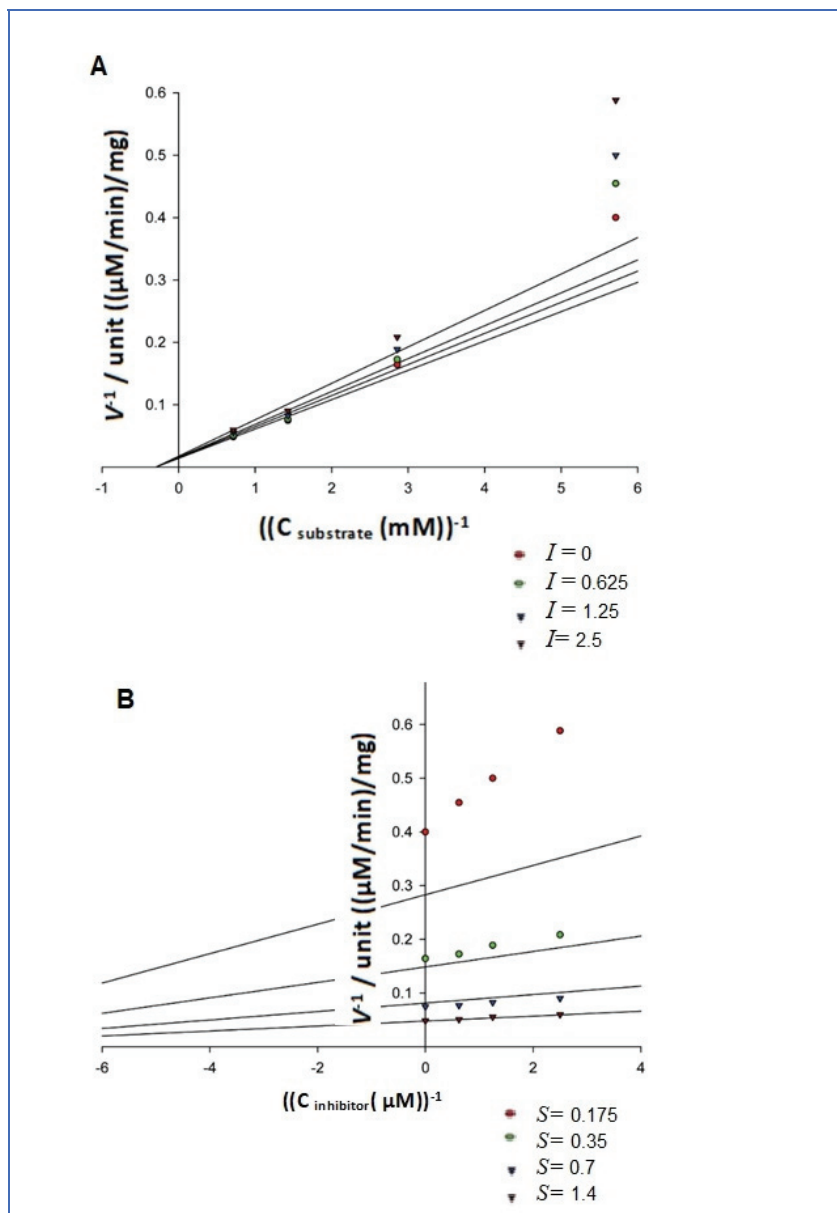 A
0.6
V-1 / unit ((µM/min)/mg)
0.5
0.4
0.3
0.2
0.1
-1 0 1 2 3 4 5 6
((C substrate (mM))-1
I = 0
I = 0.625
I = 1.25
I= 2.5
B
0.6
V-1 / unit ((µM/min)/mg)
0.5
0.4
0.3
0.2
0.1
-6 -4 -2 0 2 4
((C inhibitor( µM))-1
S= 0.175
S= 0.35
S= 0.7
S= 1.4